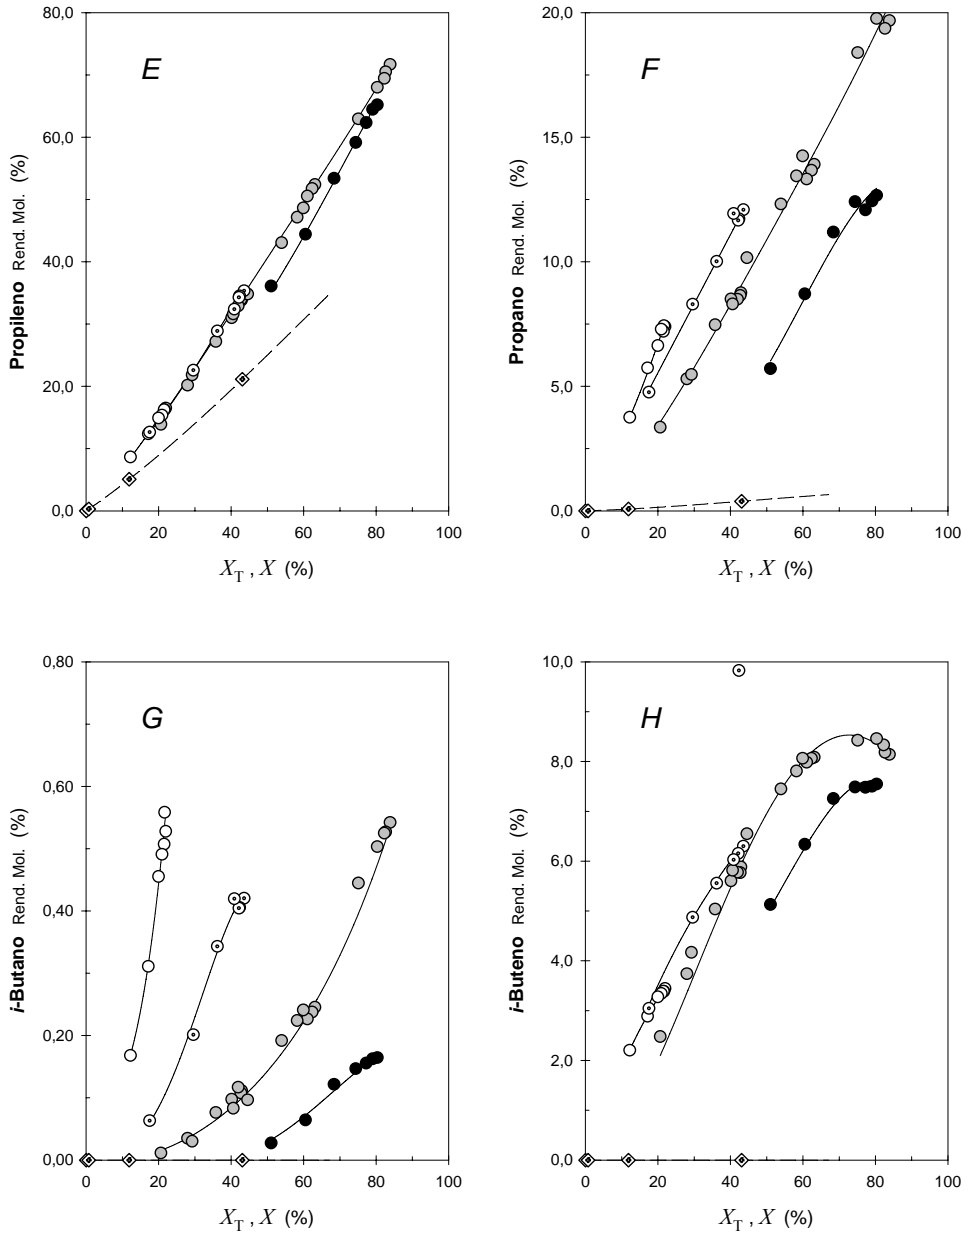 80,0
60,0
40,0
20,0
0,0
Propileno Rend. Mol. (%)
E
0 20 40 60 80 100
X_T , X (%)
20,0
15,0
10,0
5,0
0,0
Propano Rend. Mol. (%)
F
0 20 40 60 80 100
X_T , X (%)
0,80
0,60
0,40
0,20
0,00
i-Butano Rend. Mol. (%)
G
0 20 40 60 80 100
X_T , X (%)
10,0
8,0
6,0
4,0
2,0
0,0
i-Buteno Rend. Mol. (%)
H
0 20 40 60 80 100
X_T , X (%)